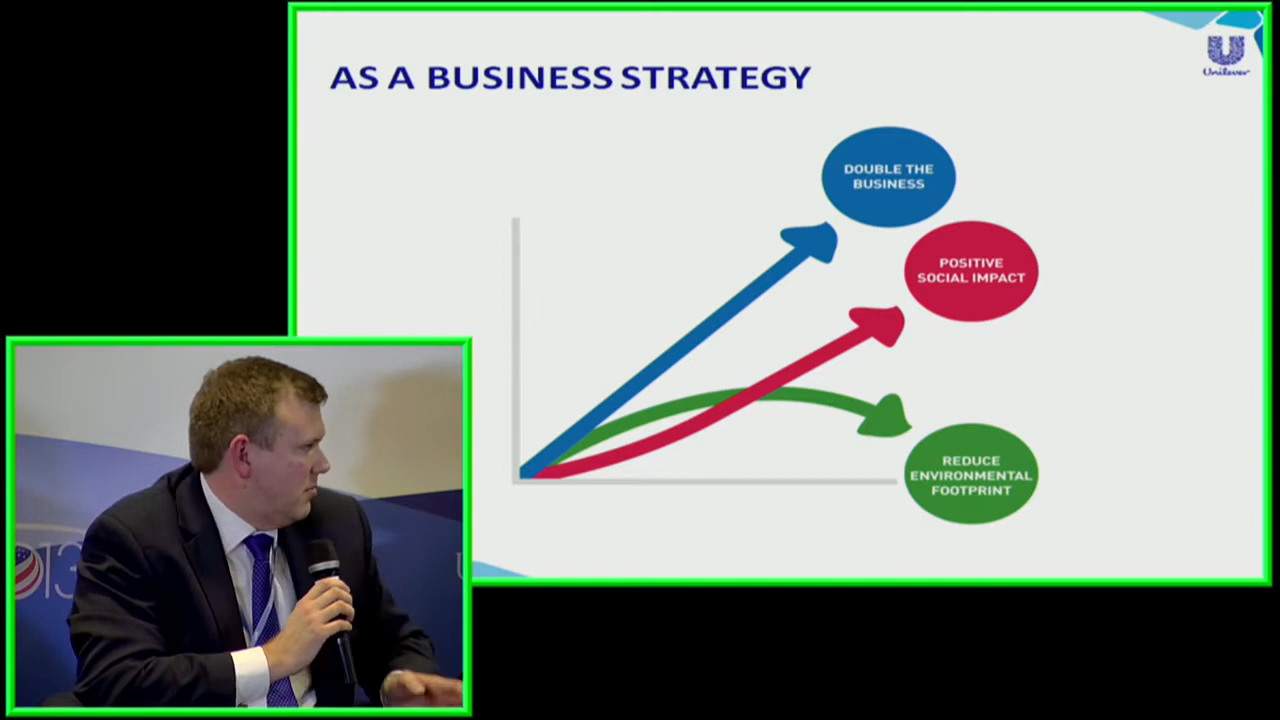 AS A BUSINESS STRATEGY
Unilever
DOUBLE THE
BUSINESS
POSITIVE
SOCIAL IMPACT
REDUCE
ENVIRONMENTAL
FOOTPRINT